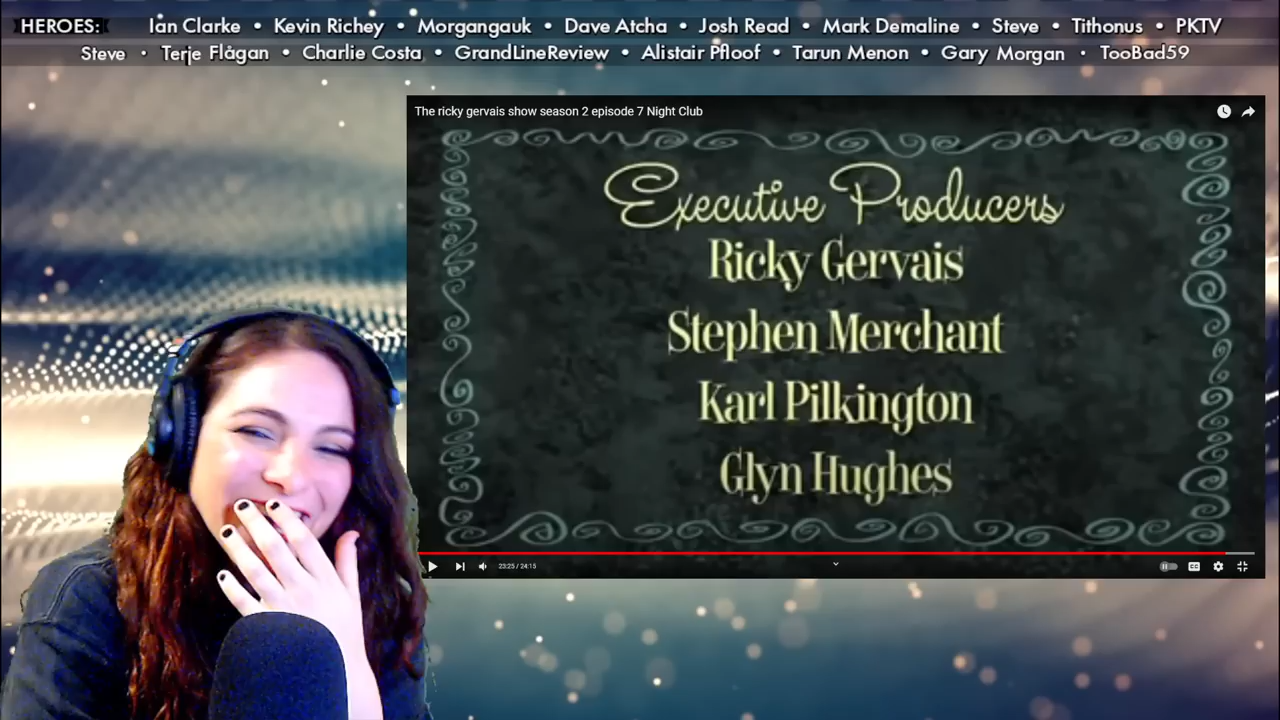 HEROES: Ian Clarke • Kevin Richey • Morgangauk • Dave Atcha • Josh Read • Mark Demaline • Steve • Tithonus • PKTV
Steve • Terje Flågan • Charlie Costa • GrandLineReview • Alistair Pfloof • Tarun Menon • Gary Morgan • TooBad59
The ricky gervais show season 2 episode 7 Night Club
Executive Producers
Ricky Gervais
Stephen Merchant
Karl Pilkington
Glyn Hughes
23:25 / 24:15
CC